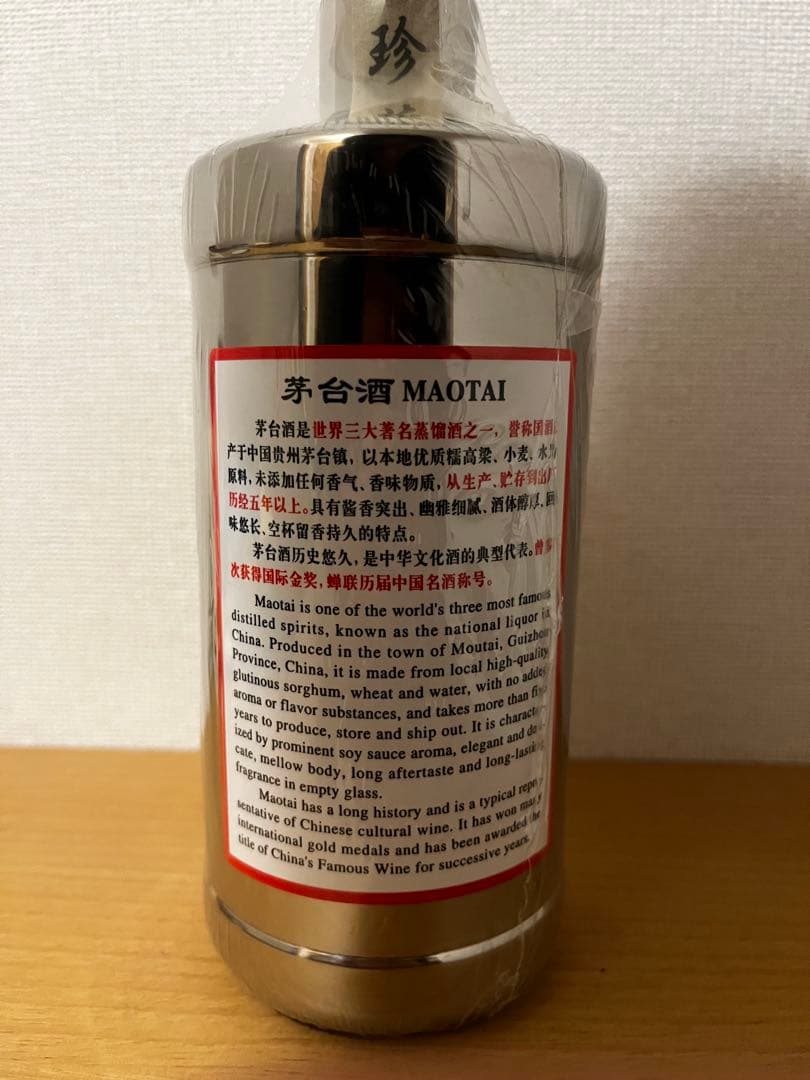 珍
茅台酒 MAOTAI
茅台酒是世界三大著名蒸馏酒之一，誉称国酒
产于中国贵州茅台镇，以本地优质糯高粱、小麦、水
原料，未添加任何香气、香味物质，从生产、贮存到出
历经五年以上。具有酱香突出、幽雅细腻、酒体醇厚、回
味悠长、空杯留香持久的特点。
茅台酒历史悠久，是中华文化酒的典型代表。曾
次获得国际金奖，蝉联历届中国名酒称号。
Maotai is one of the world's three most famous
distilled spirits, known as the national liquor in
China. Produced in the town of Moutai, Guizhou
Province, China, it is made from local high-quality
glutinous sorghum, wheat and water, with no added
aroma or flavor substances, and takes more than five
years to produce, store and ship out. It is character-
ized by prominent soy sauce aroma, elegant and deli-
cate, mellow body, long aftertaste and long-lasting
fragrance in empty glass.
Maotai has a long history and is a typical repre-
sentative of Chinese cultural wine. It has won many
international gold medals and has been awarded the
title of China's Famous Wine for successive years.